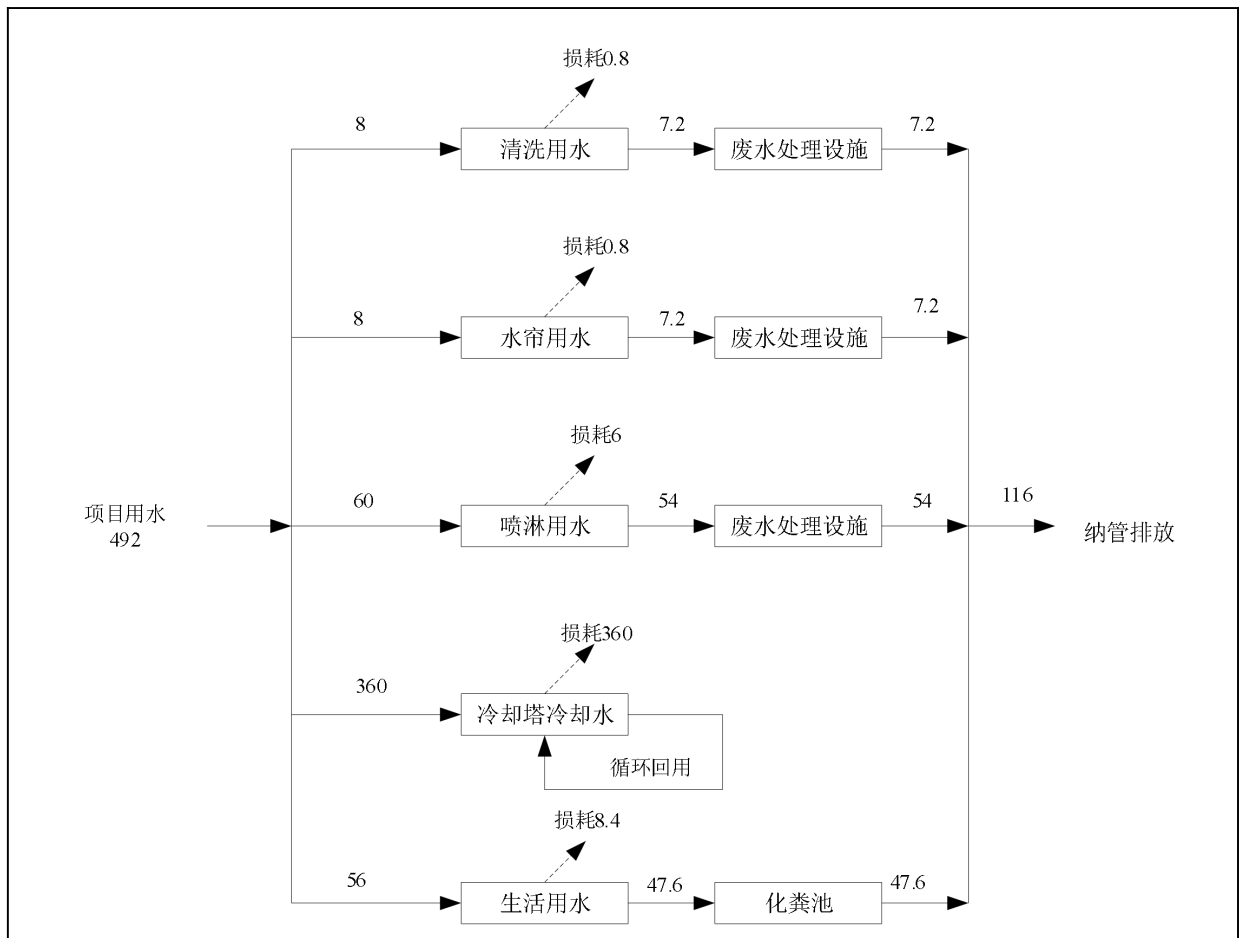 损耗0.8
8
清洗用水
7.2
废水处理设施
7.2
损耗0.8
8
水帘用水
7.2
废水处理设施
7.2
损耗6
项目用水
492
60
喷淋用水
54
废水处理设施
54
116
纳管排放
损耗360
360
冷却塔冷却水
循环回用
损耗8.4
56
生活用水
47.6
化粪池
47.6